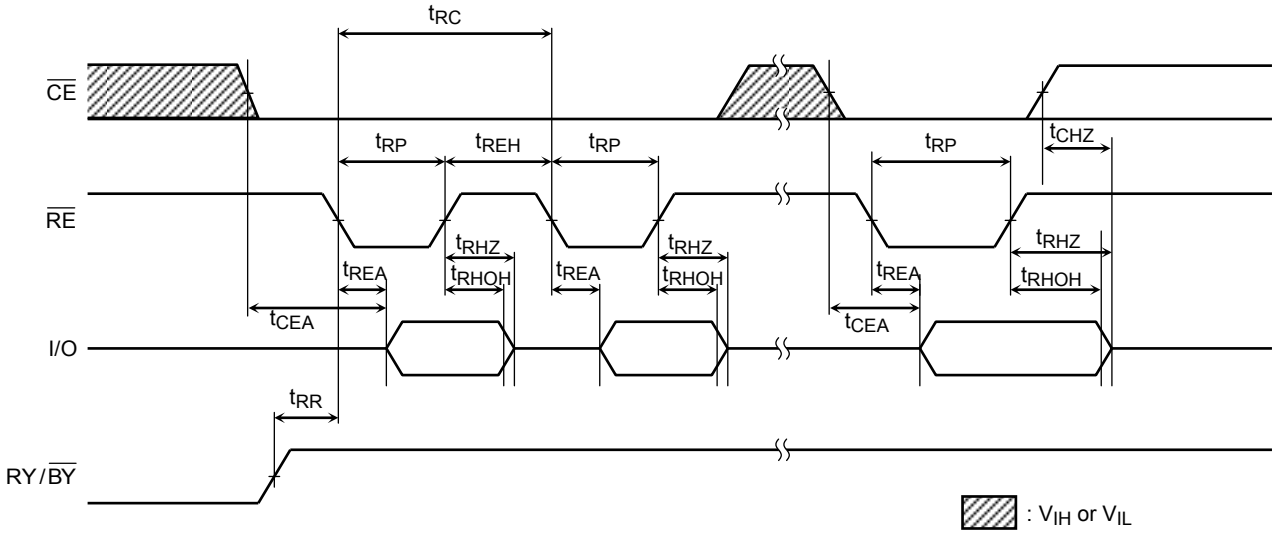 tRC
CE
tCHZ
tRP
tREH
tRP
tRP
RE
tRHZ
tRHZ
tRHZ
tREA
tRHOH
tREA
tRHOH
tREA
tRHOH
tCEA
tCEA
I/O
tRR
RY/BY
: VIH or VIL